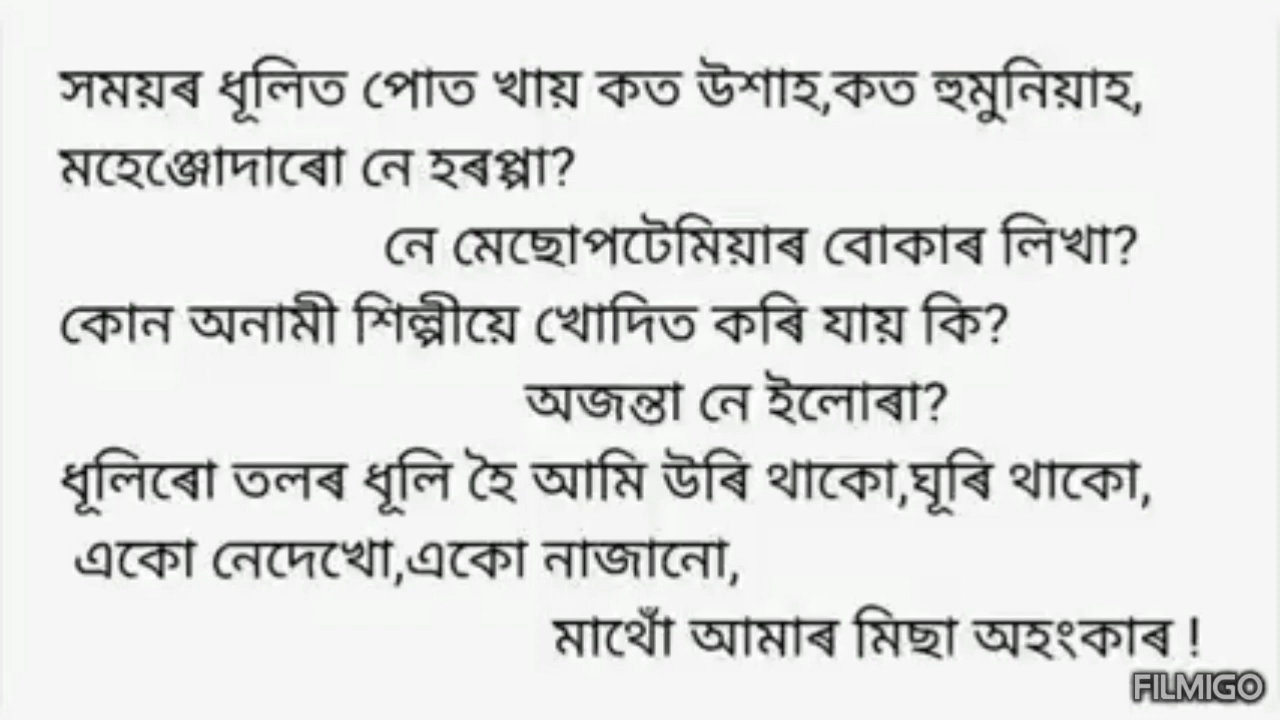 সময়ৰ ধূলিত পোত খায় কত উশাহ,কত হুমুনিয়াহ,
মহেঞ্জোদাৰো নে হৰপ্পা?
নে মেছোপটেমিয়াৰ বোকাৰ লিখা?
কোন অনামী শিল্পীয়ে খোদিত কৰি যায় কি?
অজন্তা নে ইলোৰা?
ধূলিৰো তলৰ ধূলি হৈ আমি উৰি থাকো,ঘূৰি থাকো,
একো নেদেখো,একো নাজানো,
মাথোঁ আমাৰ মিছা অহংকাৰ !
FILMIGO